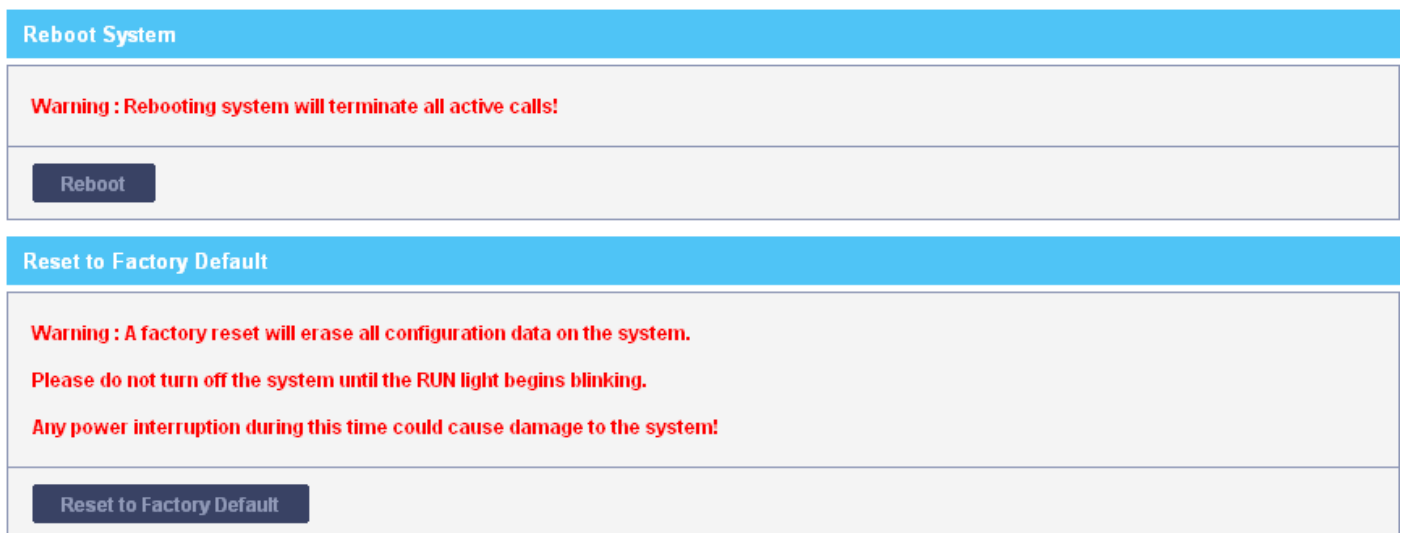 Reboot System
Warning : Rebooting system will terminate all active calls!
Reboot
Reset to Factory Default
Warning : A factory reset will erase all configuration data on the system.
Please do not turn off the system until the RUN light begins blinking.
Any power interruption during this time could cause damage to the system!
Reset to Factory Default